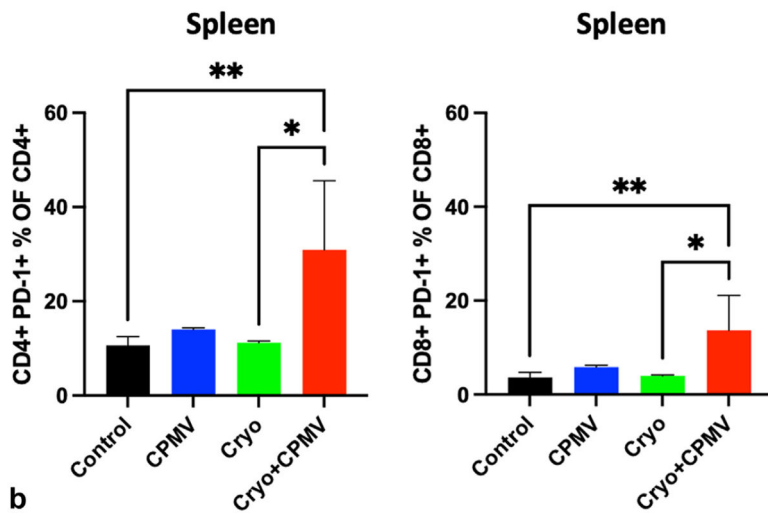 Spleen
**
*
60
40
20
0
CD4+ PD-1+ % OF CD4+
Control
CPMV
Cryo
Cryo+CPMV
Spleen
**
*
60
40
20
0
CD8+ PD-1+ % OF CD8+
Control
CPMV
Cryo
Cryo+CPMV
b